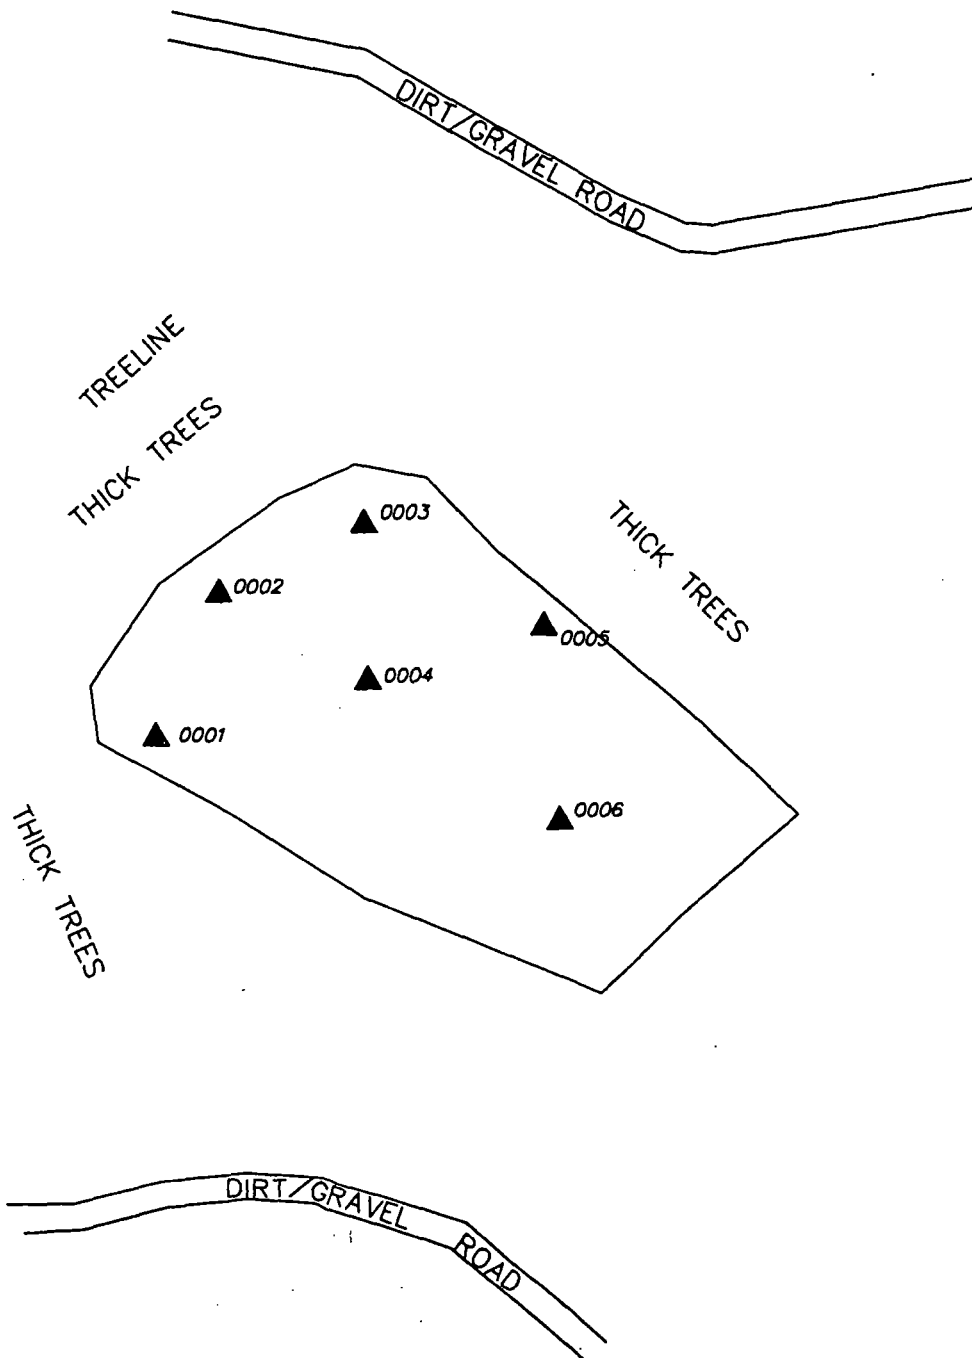 DIRT/GRAVEL ROAD
TREELINE
THICK TREES
0003
THICK TREES
0002
0005
0004
0001
0006
THICK TREES
DIRT/GRAVEL ROAD